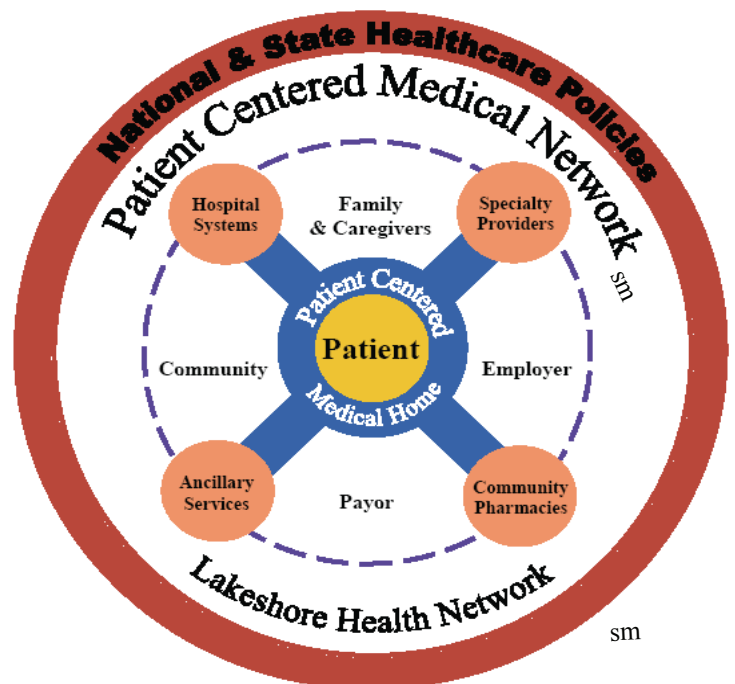 National & State Healthcare Policies
Patient Centered Medical Network
sm
Hospital
Systems
Family
& Caregivers
Specialty
Providers
Patient Centered
Patient
Medical Home
Community
Employer
Ancillary
Services
Payor
Community
Pharmacies
Lakeshore Health Network
sm